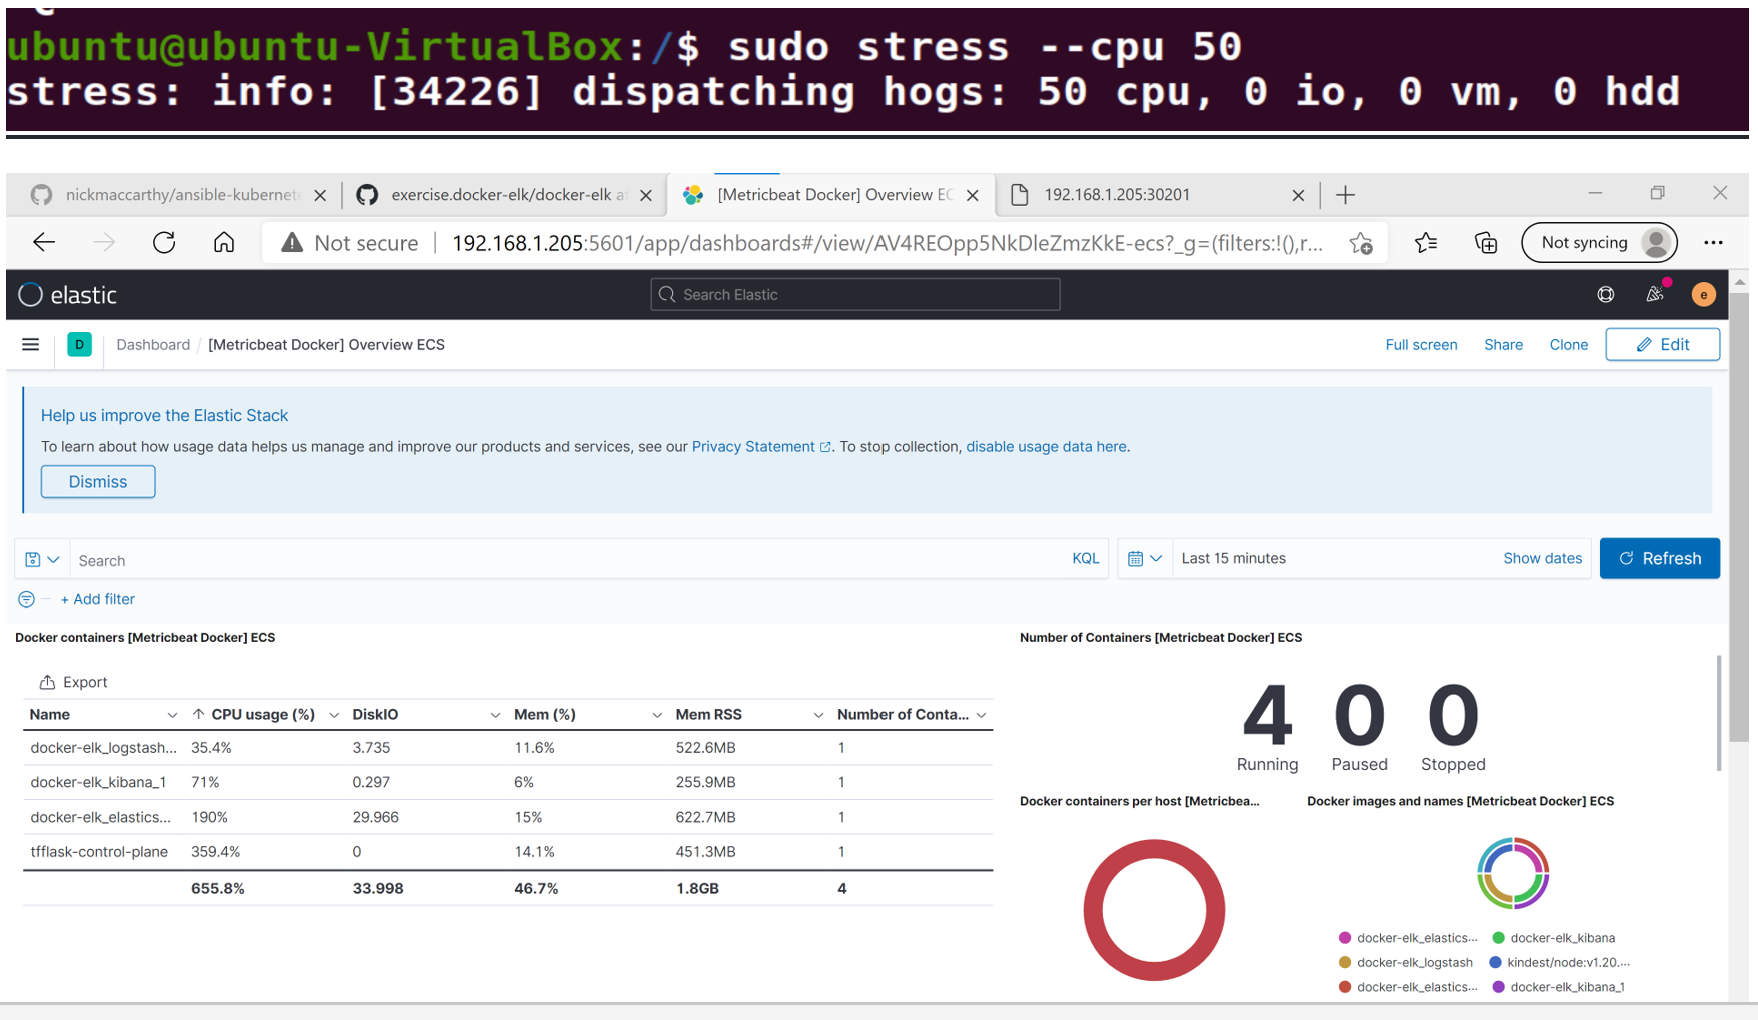 ubuntu@ubuntu-VirtualBox:/$ sudo stress --cpu 50
stress: info: [34226] dispatching hogs: 50 cpu, 0 io, 0 vm, 0 hdd
nickmaccarthy/ansible-kubernete exercise.docker-elk/docker-elk at [Metricbeat Docker] Overview EC 192.168.1.205:30201
Not secure 192.168.1.205:5601/app/dashboards#/view/AV4REOpp5NkDleZmzKkE-ecs?_g=(filters:!(),r... Not syncing
elastic Search Elastic e
D Dashboard / [Metricbeat Docker] Overview ECS Full screen Share Clone Edit
Help us improve the Elastic Stack
To learn about how usage data helps us manage and improve our products and services, see our Privacy Statement. To stop collection, disable usage data here.
Dismiss
Search KQL Last 15 minutes Show dates Refresh
+ Add filter
Docker containers [Metricbeat Docker] ECS
Export
Name CPU usage (%) DiskIO Mem (%) Mem RSS Number of Conta...
docker-elk_logstash... 35.4% 3.735 11.6% 522.6MB 1
docker-elk_kibana_1 71% 0.297 6% 255.9MB 1
docker-elk_elastics... 190% 29.966 15% 622.7MB 1
tfflask-control-plane 359.4% 0 14.1% 451.3MB 1
655.8% 33.998 46.7% 1.8GB 4
Number of Containers [Metricbeat Docker] ECS
4 0 0
Running Paused Stopped
Docker containers per host [Metricbea...
Docker images and names [Metricbeat Docker] ECS
docker-elk_elastics... docker-elk_kibana
docker-elk_logstash kindest/node:v1.20....
docker-elk_elastics... docker-elk_kibana_1